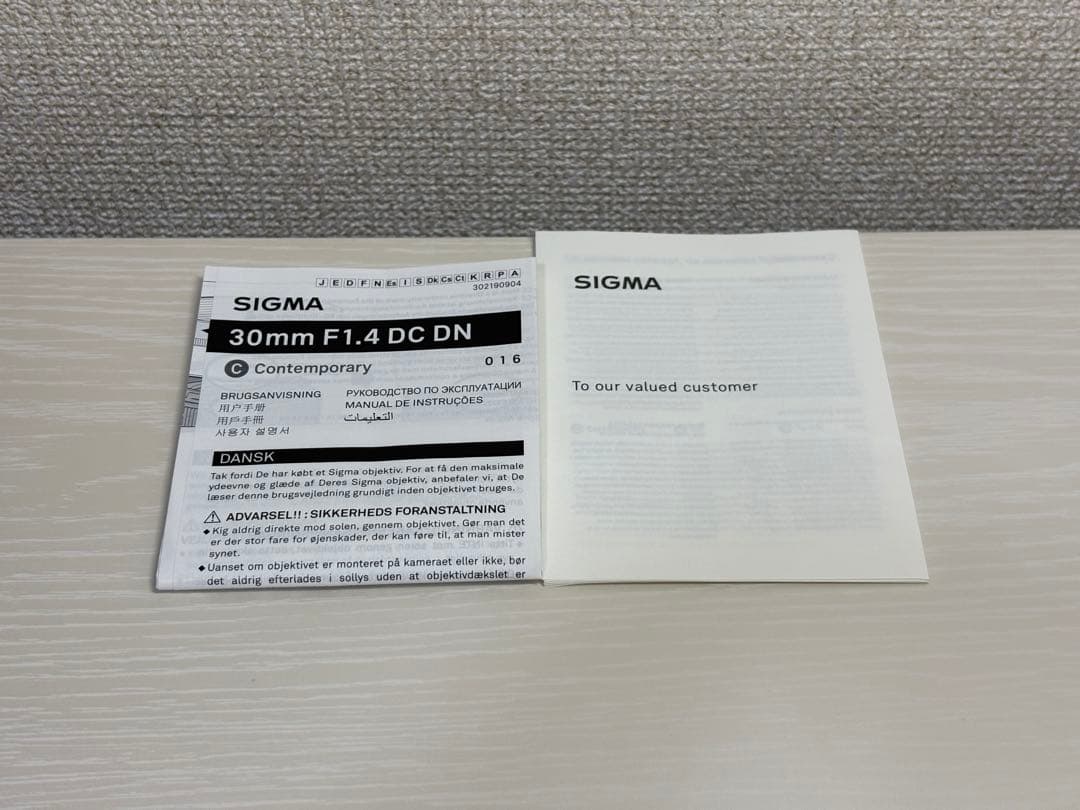 J E D F N Es I S Dk Cs Ct K R P A
302190904
SIGMA
30mm F1.4 DC DN
C Contemporary 016
BRUGSANVISNING
用户手册
用戶手冊
사용자 설명서
РУКОВОДСТВО ПО ЭКСПЛУАТАЦИИ
MANUAL DE INSTRUÇÕES
التعليمات
DANSK
Tak fordi De har købt et Sigma objektiv. For at få den maksimale
ydeevne og glæde af Deres Sigma objektiv, anbefaler vi, at De
læser denne brugsvejledning grundigt inden objektivet bruges.
ADVARSEL!! : SIKKERHEDS FORANSTALTNING
◆Kig aldrig direkte mod solen, gennem objektivet. Gør man det
er der stor fare for øjenskader, der kan føre til, at man mister
synet.
◆Uanset om objektivet er monteret på kameraet eller ikke, bør
det aldrig efterlades i sollys uden at objektivdækslet er
SIGMA
To our valued customer